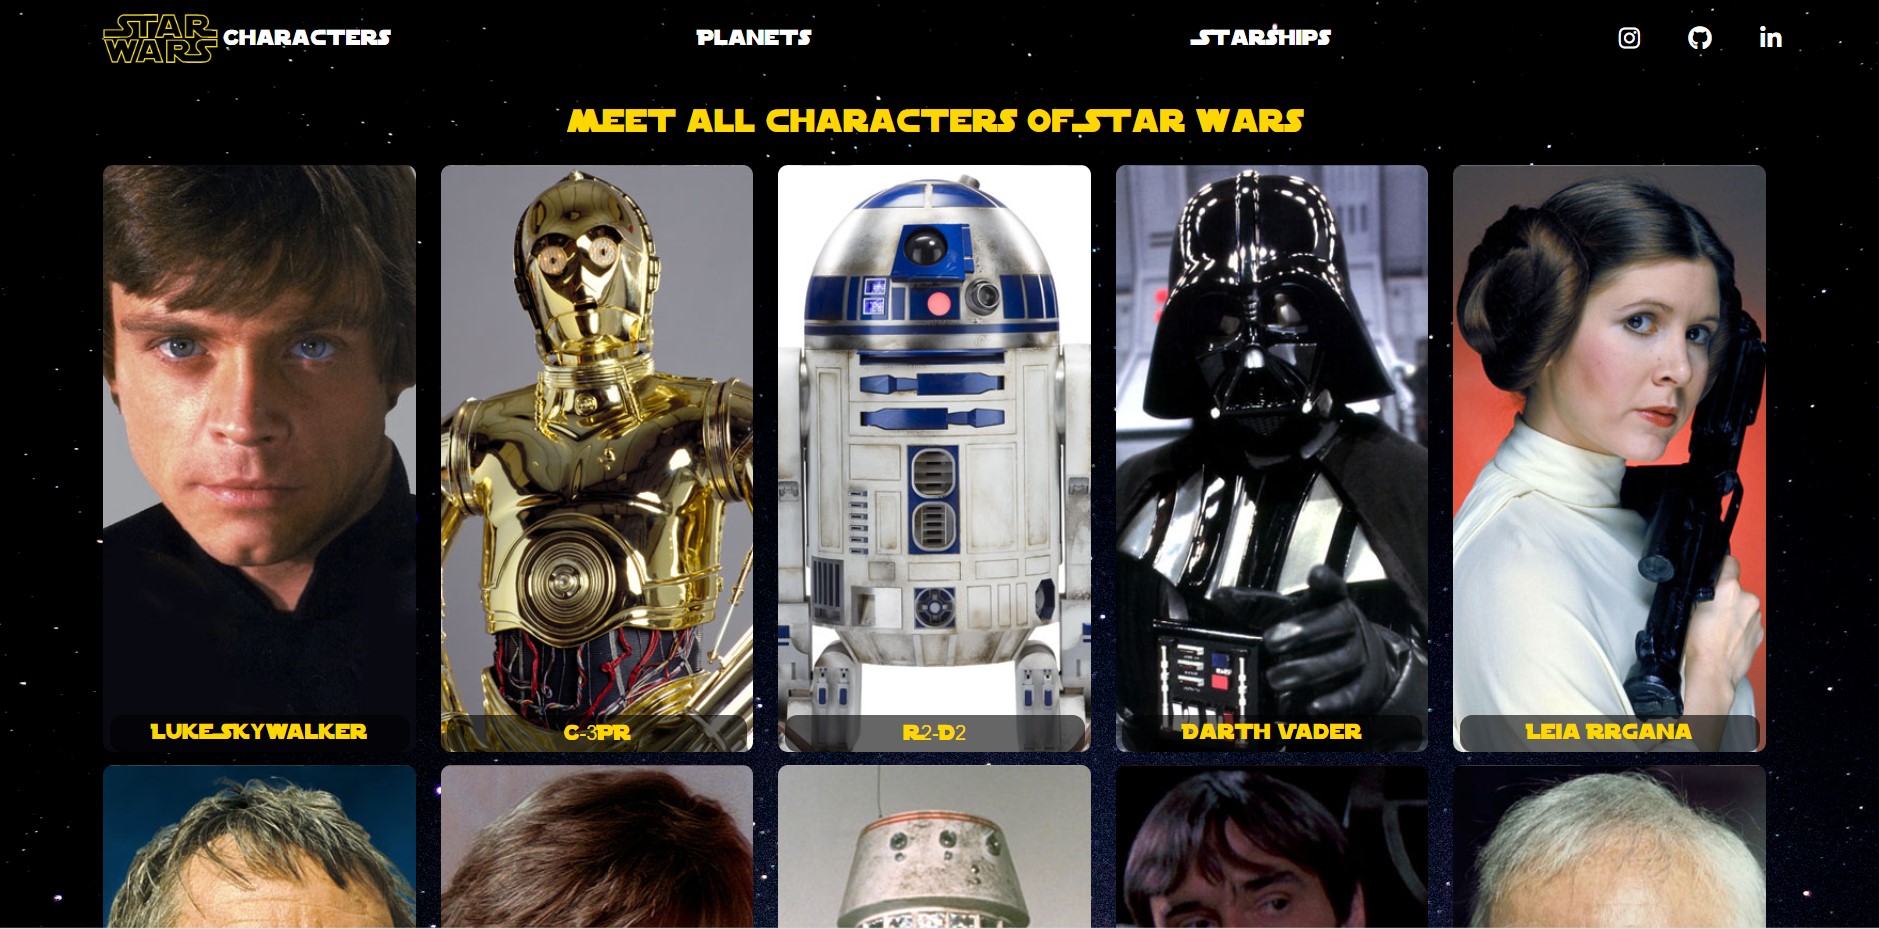 STAR
WARS
CHARACTERS PLANETS STARSHIPS in
MEET ALL CHARACTERS OF STAR WARS
LUKE SKYWALKER C-3PR R2-D2 DARTH VADER LEIA RRGANA